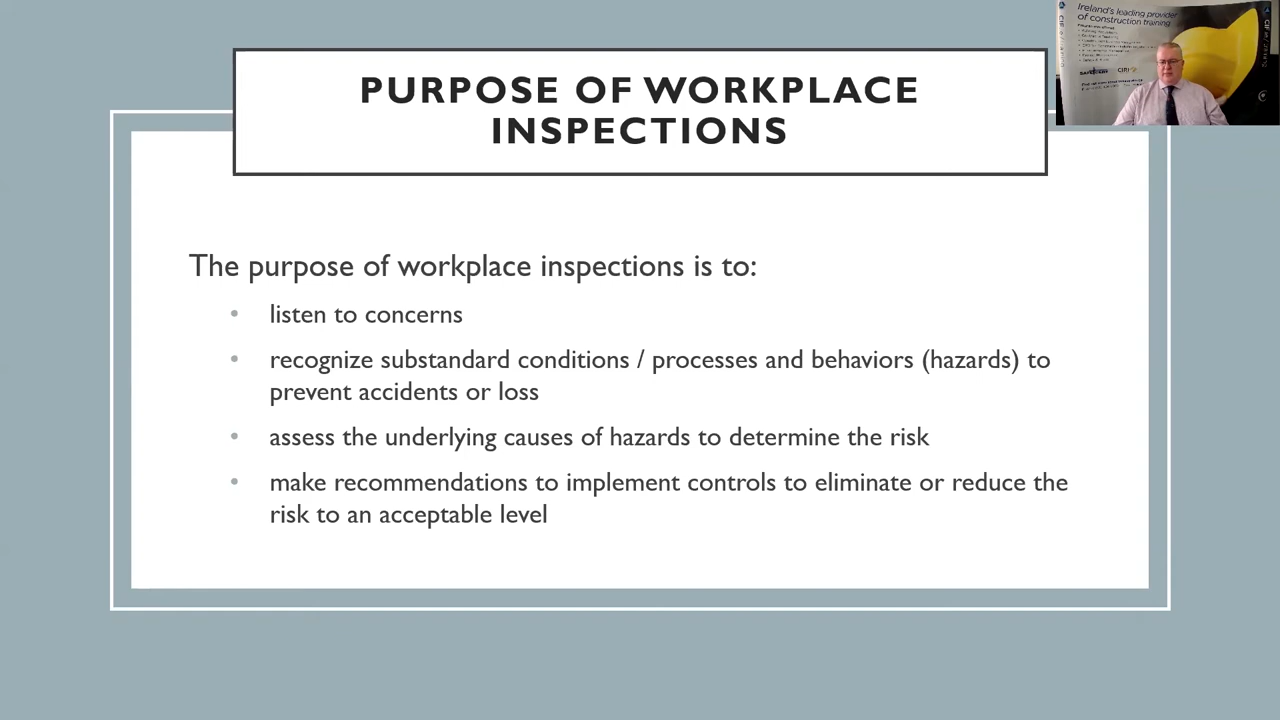 PURPOSE OF WORKPLACE
INSPECTIONS
Ireland's leading provider
of construction training
CIRI
The purpose of workplace inspections is to:
• listen to concerns
• recognize substandard conditions / processes and behaviors (hazards) to
prevent accidents or loss
• assess the underlying causes of hazards to determine the risk
• make recommendations to implement controls to eliminate or reduce the
risk to an acceptable level